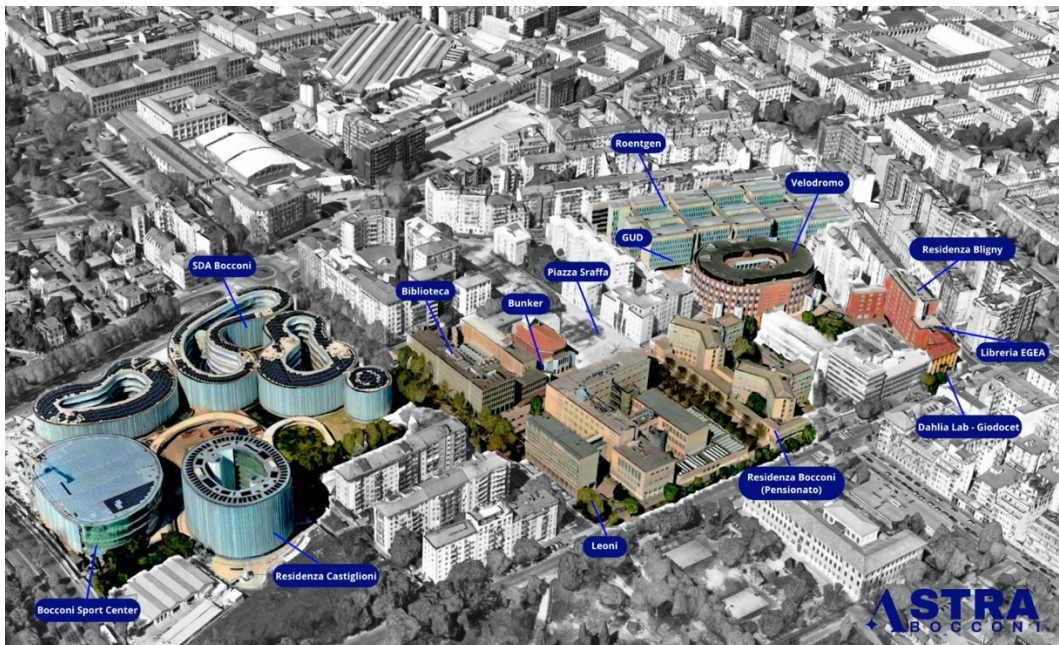 Roentgen
Velodromo
GUD
Residenza Bligny
SDA Bocconi
Piazza Sraffa
Biblioteca
Bunker
Libreria EGEA
Dahlia Lab - Giodocet
Residenza Bocconi
(Pensionato)
Leoni
Residenza Castiglioni
Bocconi Sport Center
ASTRA
BOCCONI